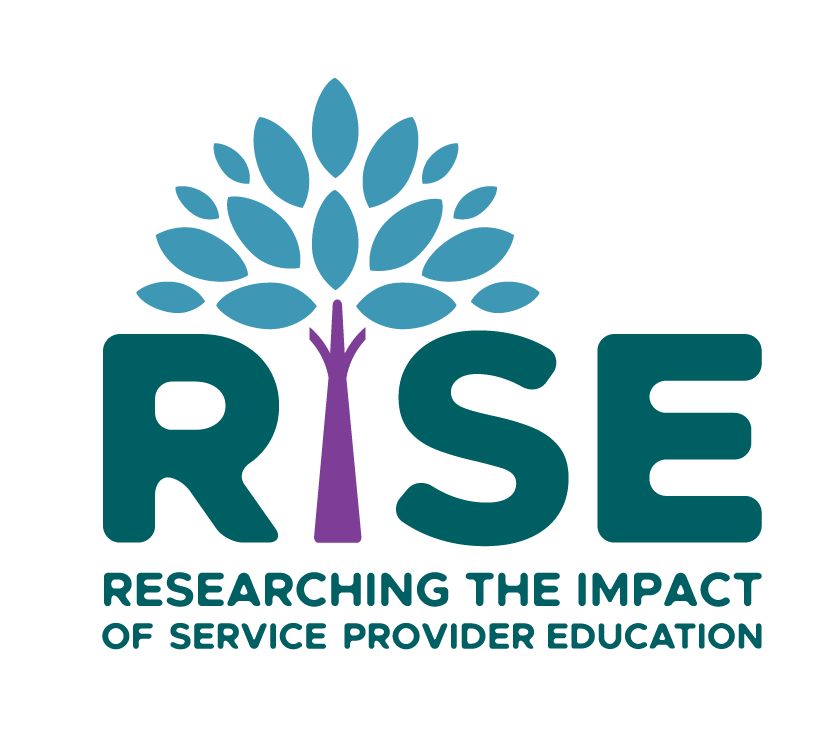 RISE
RESEARCHING THE IMPACT
OF SERVICE PROVIDER EDUCATION